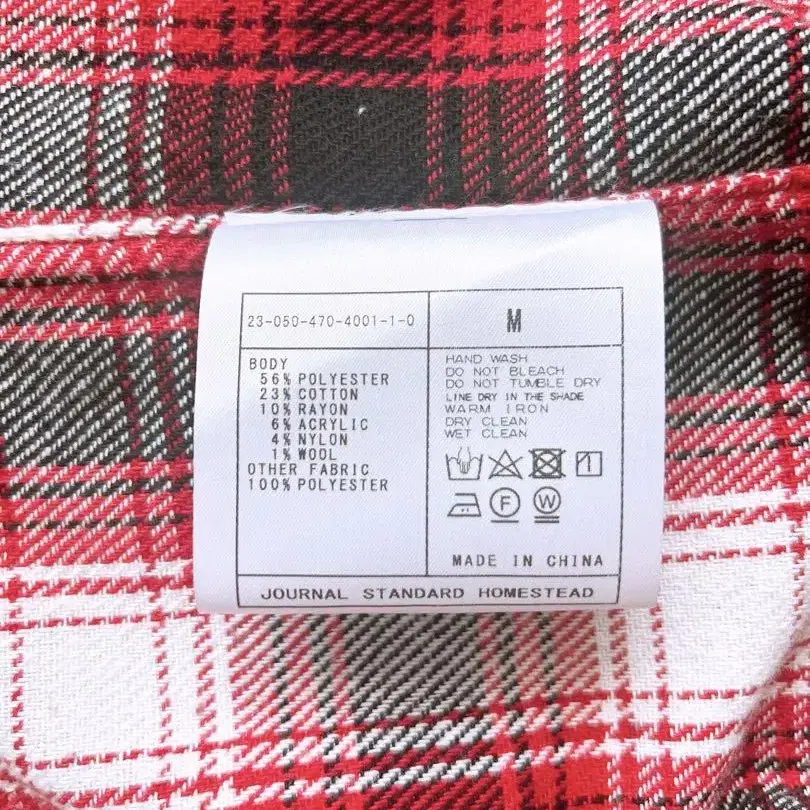 23-050-470-4001-1-0
M
BODY
56% POLYESTER
23% COTTON
10% RAYON
6% ACRYLIC
4% NYLON
1% WOOL
OTHER FABRIC
100% POLYESTER
HAND WASH
DO NOT BLEACH
DO NOT TUMBLE DRY
LINE DRY IN THE SHADE
WARM IRON
DRY CLEAN
WET CLEAN
F
W
MADE IN CHINA
JOURNAL STANDARD HOMESTEAD